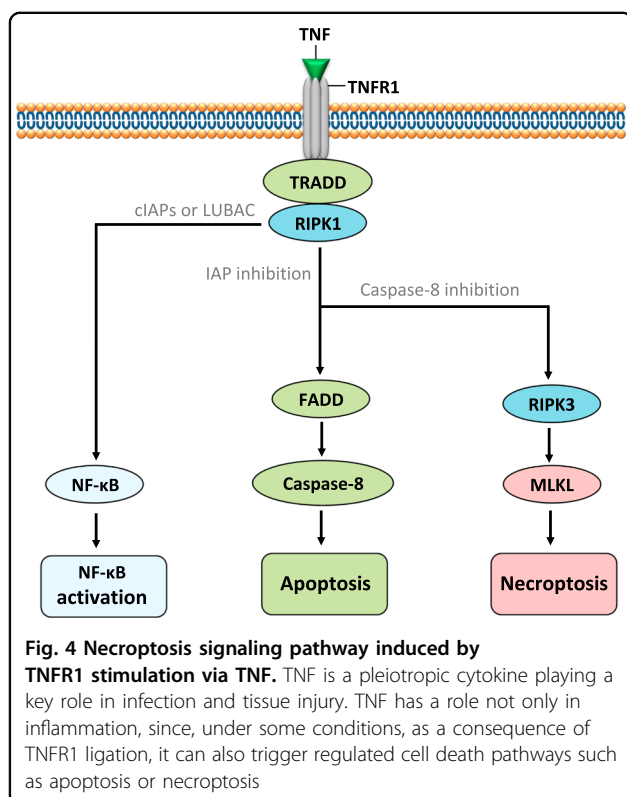 TNF
TNFR1
TRADD
cIAPs or LUBAC
RIPK1
IAP inhibition
Caspase-8 inhibition
FADD
RIPK3
NF-κB
Caspase-8
MLKL
NF-κB
activation
Apoptosis
Necroptosis
Fig. 4 Necroptosis signaling pathway induced by
TNFR1 stimulation via TNF. TNF is a pleiotropic cytokine playing a
key role in infection and tissue injury. TNF has a role not only in
inflammation, since, under some conditions, as a consequence of
TNFR1 ligation, it can also trigger regulated cell death pathways such
as apoptosis or necroptosis